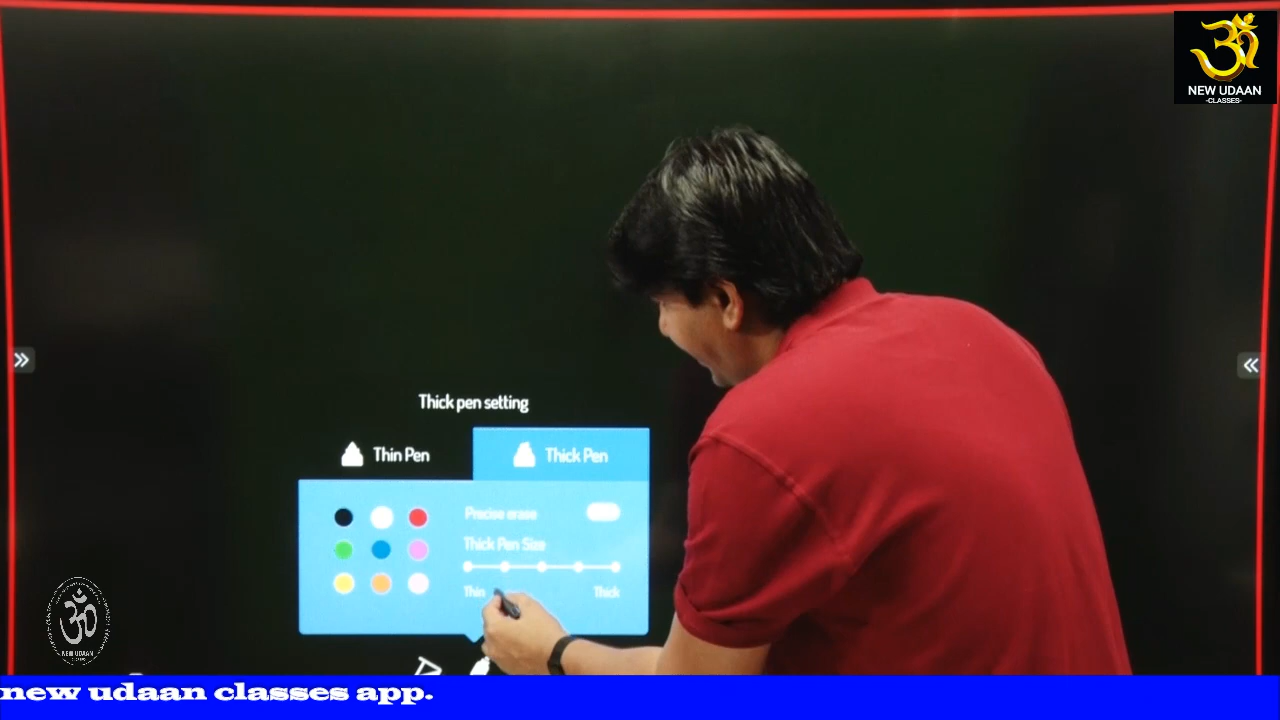 ॐ
NEW UDAAN
-CLASSES-
Thick pen setting
Thin Pen
Thick Pen
Precise erase
Thick Pen Size
Thin
Thick
ॐ
NEW UDAAN
new udaan classes app.